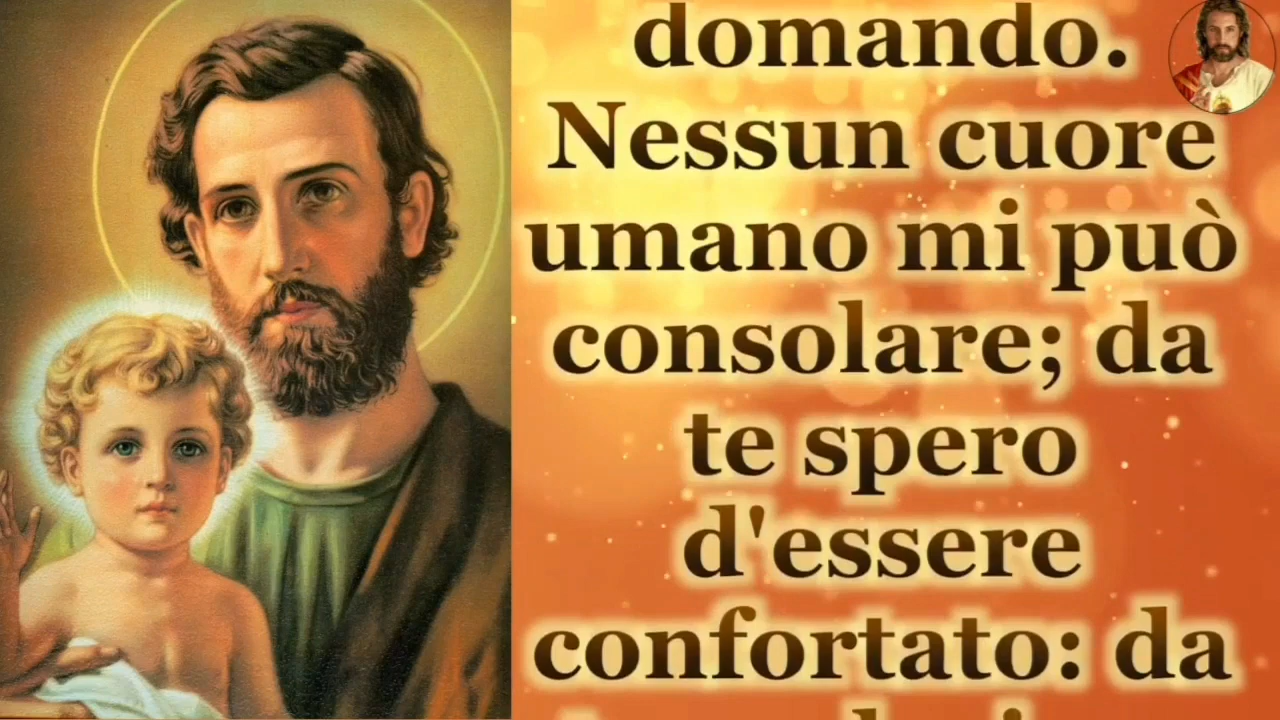 domando.
Nessun cuore
umano mi può
consolare; da
te spero
d'essere
confortato: da